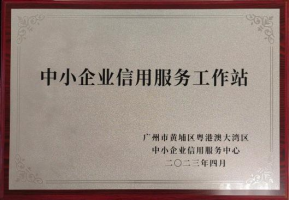 中小企业信用服务工作站
广州市黄埔区粤港澳大湾区
中小企业信用服务中心
二〇二三年四月